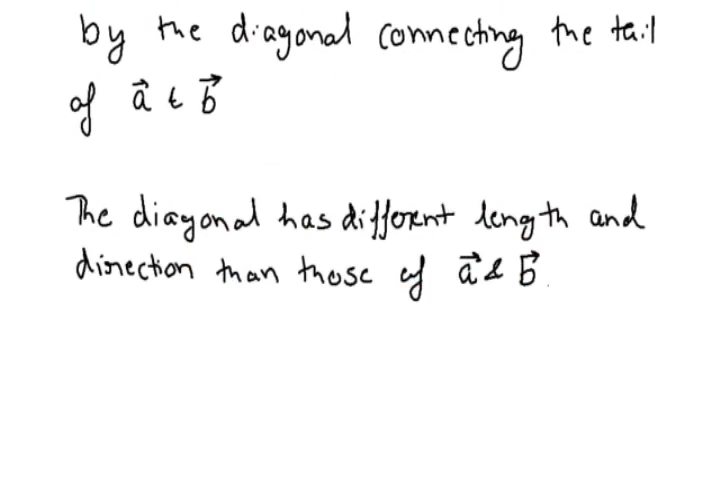 by the diagonal connecting the tail
of a⃗ & b⃗
The diagonal has different length and
direction than those of a⃗ & b⃗